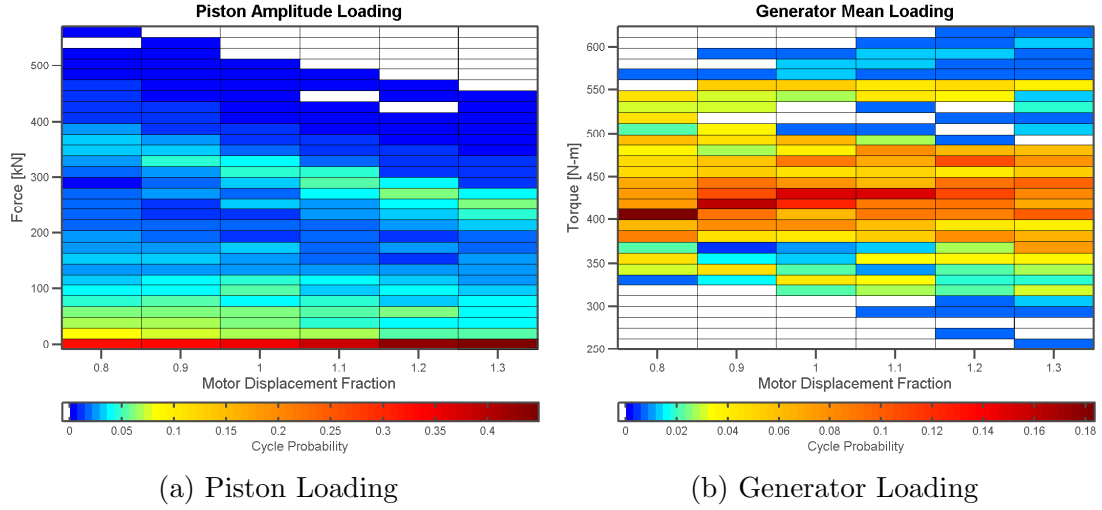 Piston Amplitude Loading
Force [kN]
500
400
300
200
100
0
0.8 0.9 1 1.1 1.2 1.3
Motor Displacement Fraction
0 0.05 0.1 0.15 0.2 0.25 0.3 0.35 0.4
Cycle Probability
(a) Piston Loading
Generator Mean Loading
Torque [N-m]
600
550
500
450
400
350
300
250
0.8 0.9 1 1.1 1.2 1.3
Motor Displacement Fraction
0 0.02 0.04 0.06 0.08 0.1 0.12 0.14 0.16 0.18
Cycle Probability
(b) Generator Loading